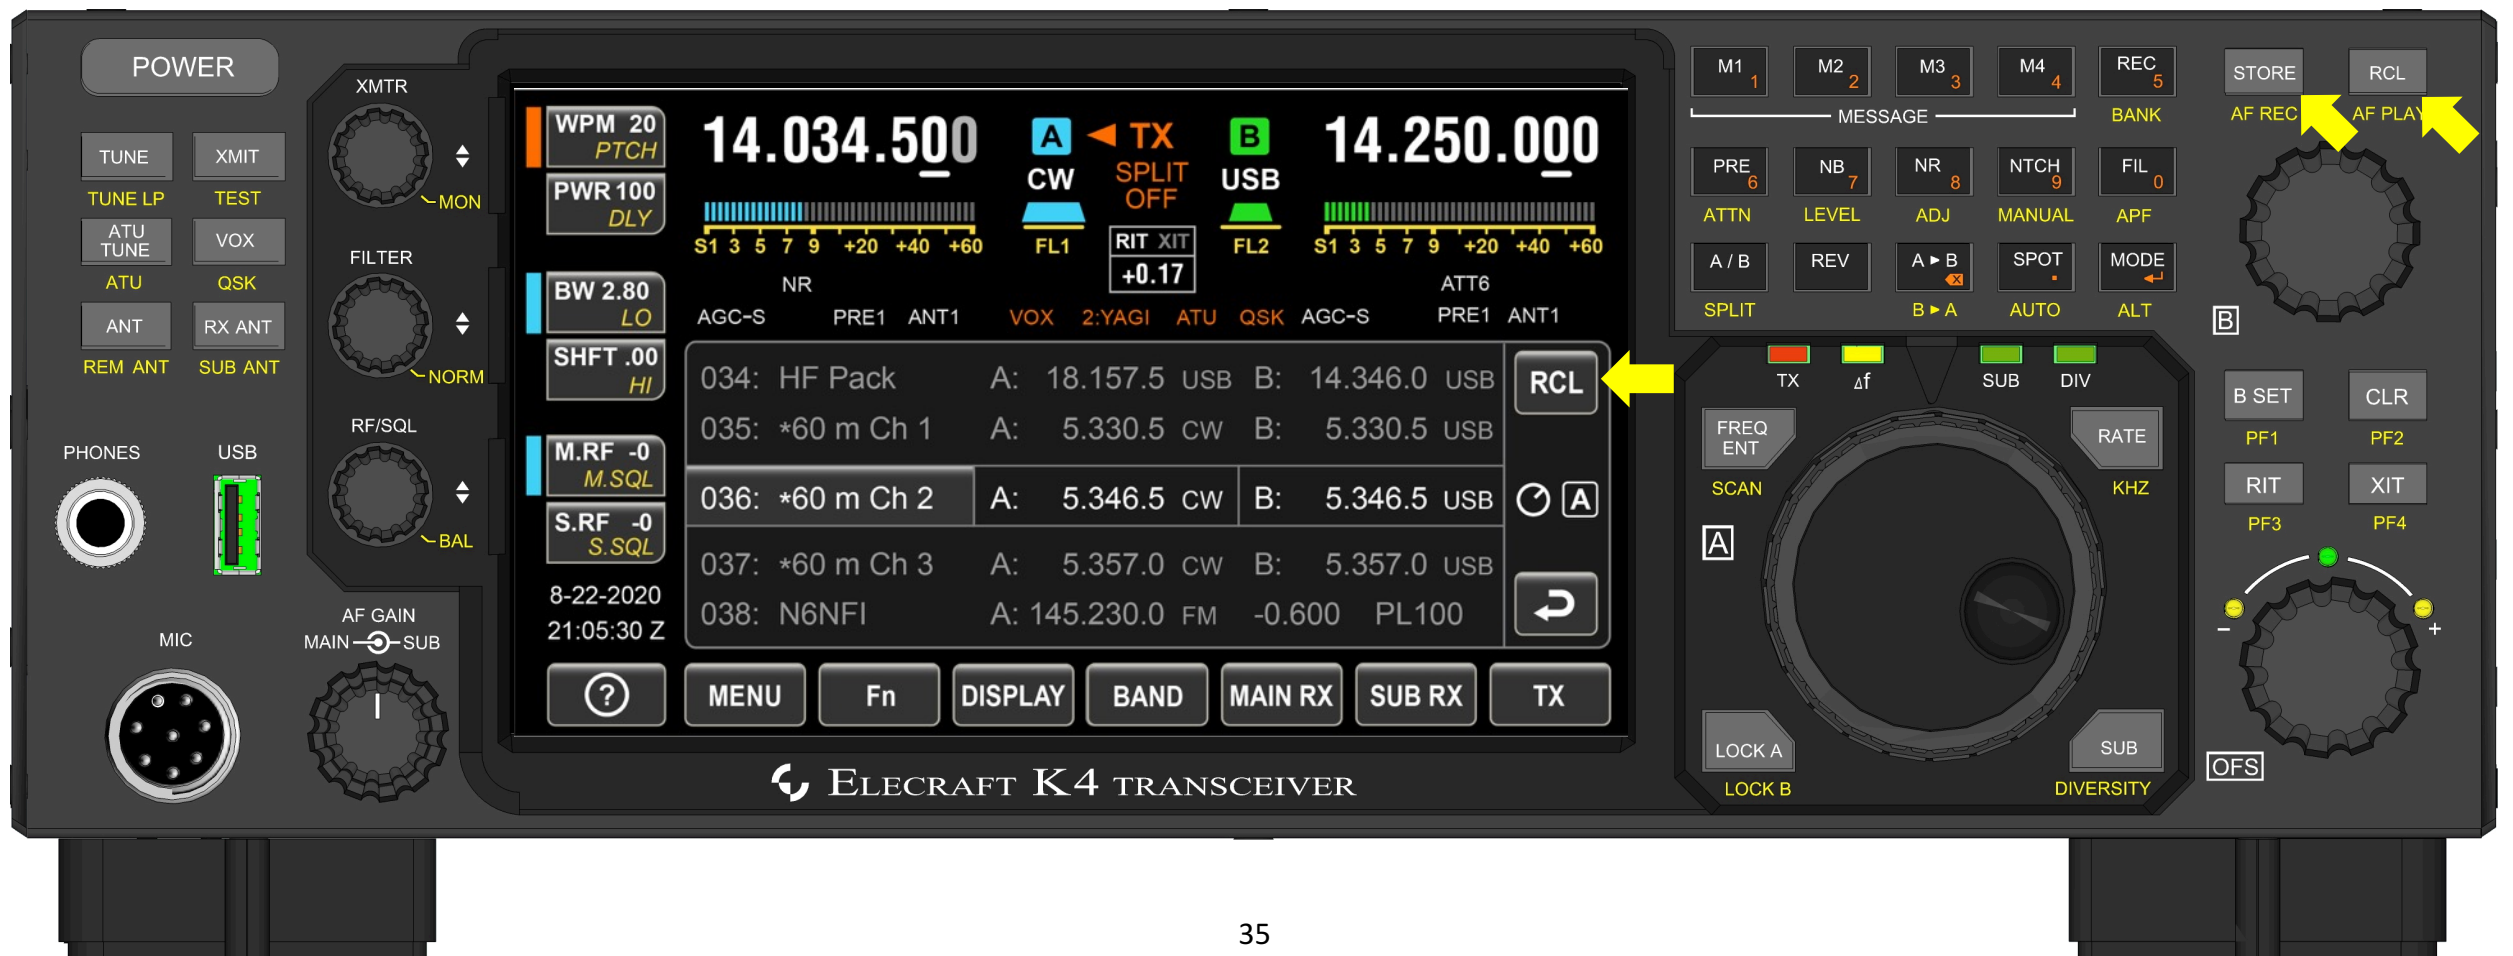 POWER
TUNE XMIT
TUNE LP TEST
ATU TUNE VOX
ATU QSK
ANT RX ANT
REM ANT SUB ANT
PHONES USB
MIC
XMTR
MON
FILTER
NORM
RF/SQL
BAL
AF GAIN
MAIN SUB
WPM 20
PTCH
PWR 100
DLY
BW 2.80
LO
SHFT .00
HI
M.RF -0
M.SQL
S.RF -0
S.SQL
8-22-2020
21:05:30 Z
14.034.500 A ◄ TX B 14.250.000
CW SPLIT OFF USB
S1 3 5 7 9 +20 +40 +60 FL1 RIT XIT FL2 S1 3 5 7 9 +20 +40 +60
+0.17
NR ATT6
AGC-S PRE1 ANT1 VOX 2:YAGI ATU QSK AGC-S PRE1 ANT1
034: HF Pack A: 18.157.5 USB B: 14.346.0 USB
035: *60 m Ch 1 A: 5.330.5 CW B: 5.330.5 USB
036: *60 m Ch 2 A: 5.346.5 CW B: 5.346.5 USB
037: *60 m Ch 3 A: 5.357.0 CW B: 5.357.0 USB
038: N6NFI A: 145.230.0 FM -0.600 PL100
RCL
A
? MENU Fn DISPLAY BAND MAIN RX SUB RX TX
ELECRAFT K4 TRANSCEIVER
M1 1 M2 2 M3 3 M4 4 REC 5
MESSAGE BANK
PRE 6 NB 7 NR 8 NTCH 9 FIL 0
ATTN LEVEL ADJ MANUAL APF
A / B REV A ► B SPOT . MODE
SPLIT B ► A AUTO ALT
TX Δf SUB DIV
FREQ ENT RATE
SCAN KHZ
A
LOCK A SUB
LOCK B DIVERSITY
STORE RCL
AF REC AF PLAY
B
B SET CLR
PF1 PF2
RIT XIT
PF3 PF4
- +
OFS
35